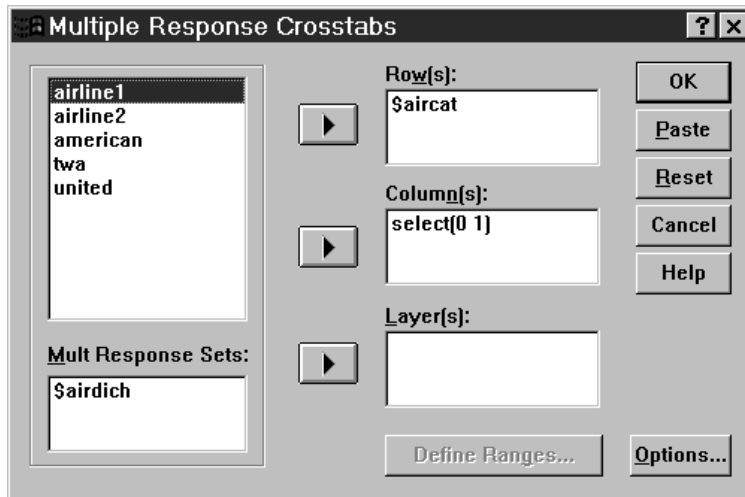 Multiple Response Crosstabs
?
×
airline1
airline2
american
twa
united
Mult Response Sets:
$airdich
Row(s):
$aircat
Column(s):
select(0 1)
Layer(s):
Define Ranges...
OK
Paste
Reset
Cancel
Help
Options...